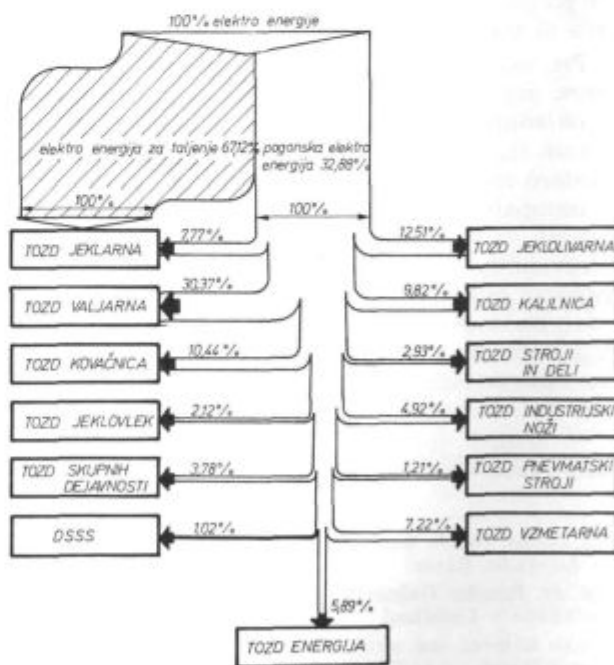 100% elektro energije
elektro energija za taljenje 67,12%
pogonska elektro
energija 32,88%
100%
100%
7,77%
12,51%
TOZD JEKLARNA
TOZD JEKLOLIVARNA
30,37%
9,82%
TOZD VALJARNA
TOZD KALILNICA
10,44%
2,93%
TOZD KOVAČNICA
TOZD STROJI
IN DELI
2,12%
4,92%
TOZD JEKLOVLEK
TOZD INDUSTRIJSKI
NOŽI
3,78%
1,21%
TOZD SKUPNIH
DEJAVNOSTI
TOZD PNEVMATSKI
STROJI
1,02%
7,22%
DSSS
TOZD VZMETARNA
5,89%
TOZD ENERGIJA